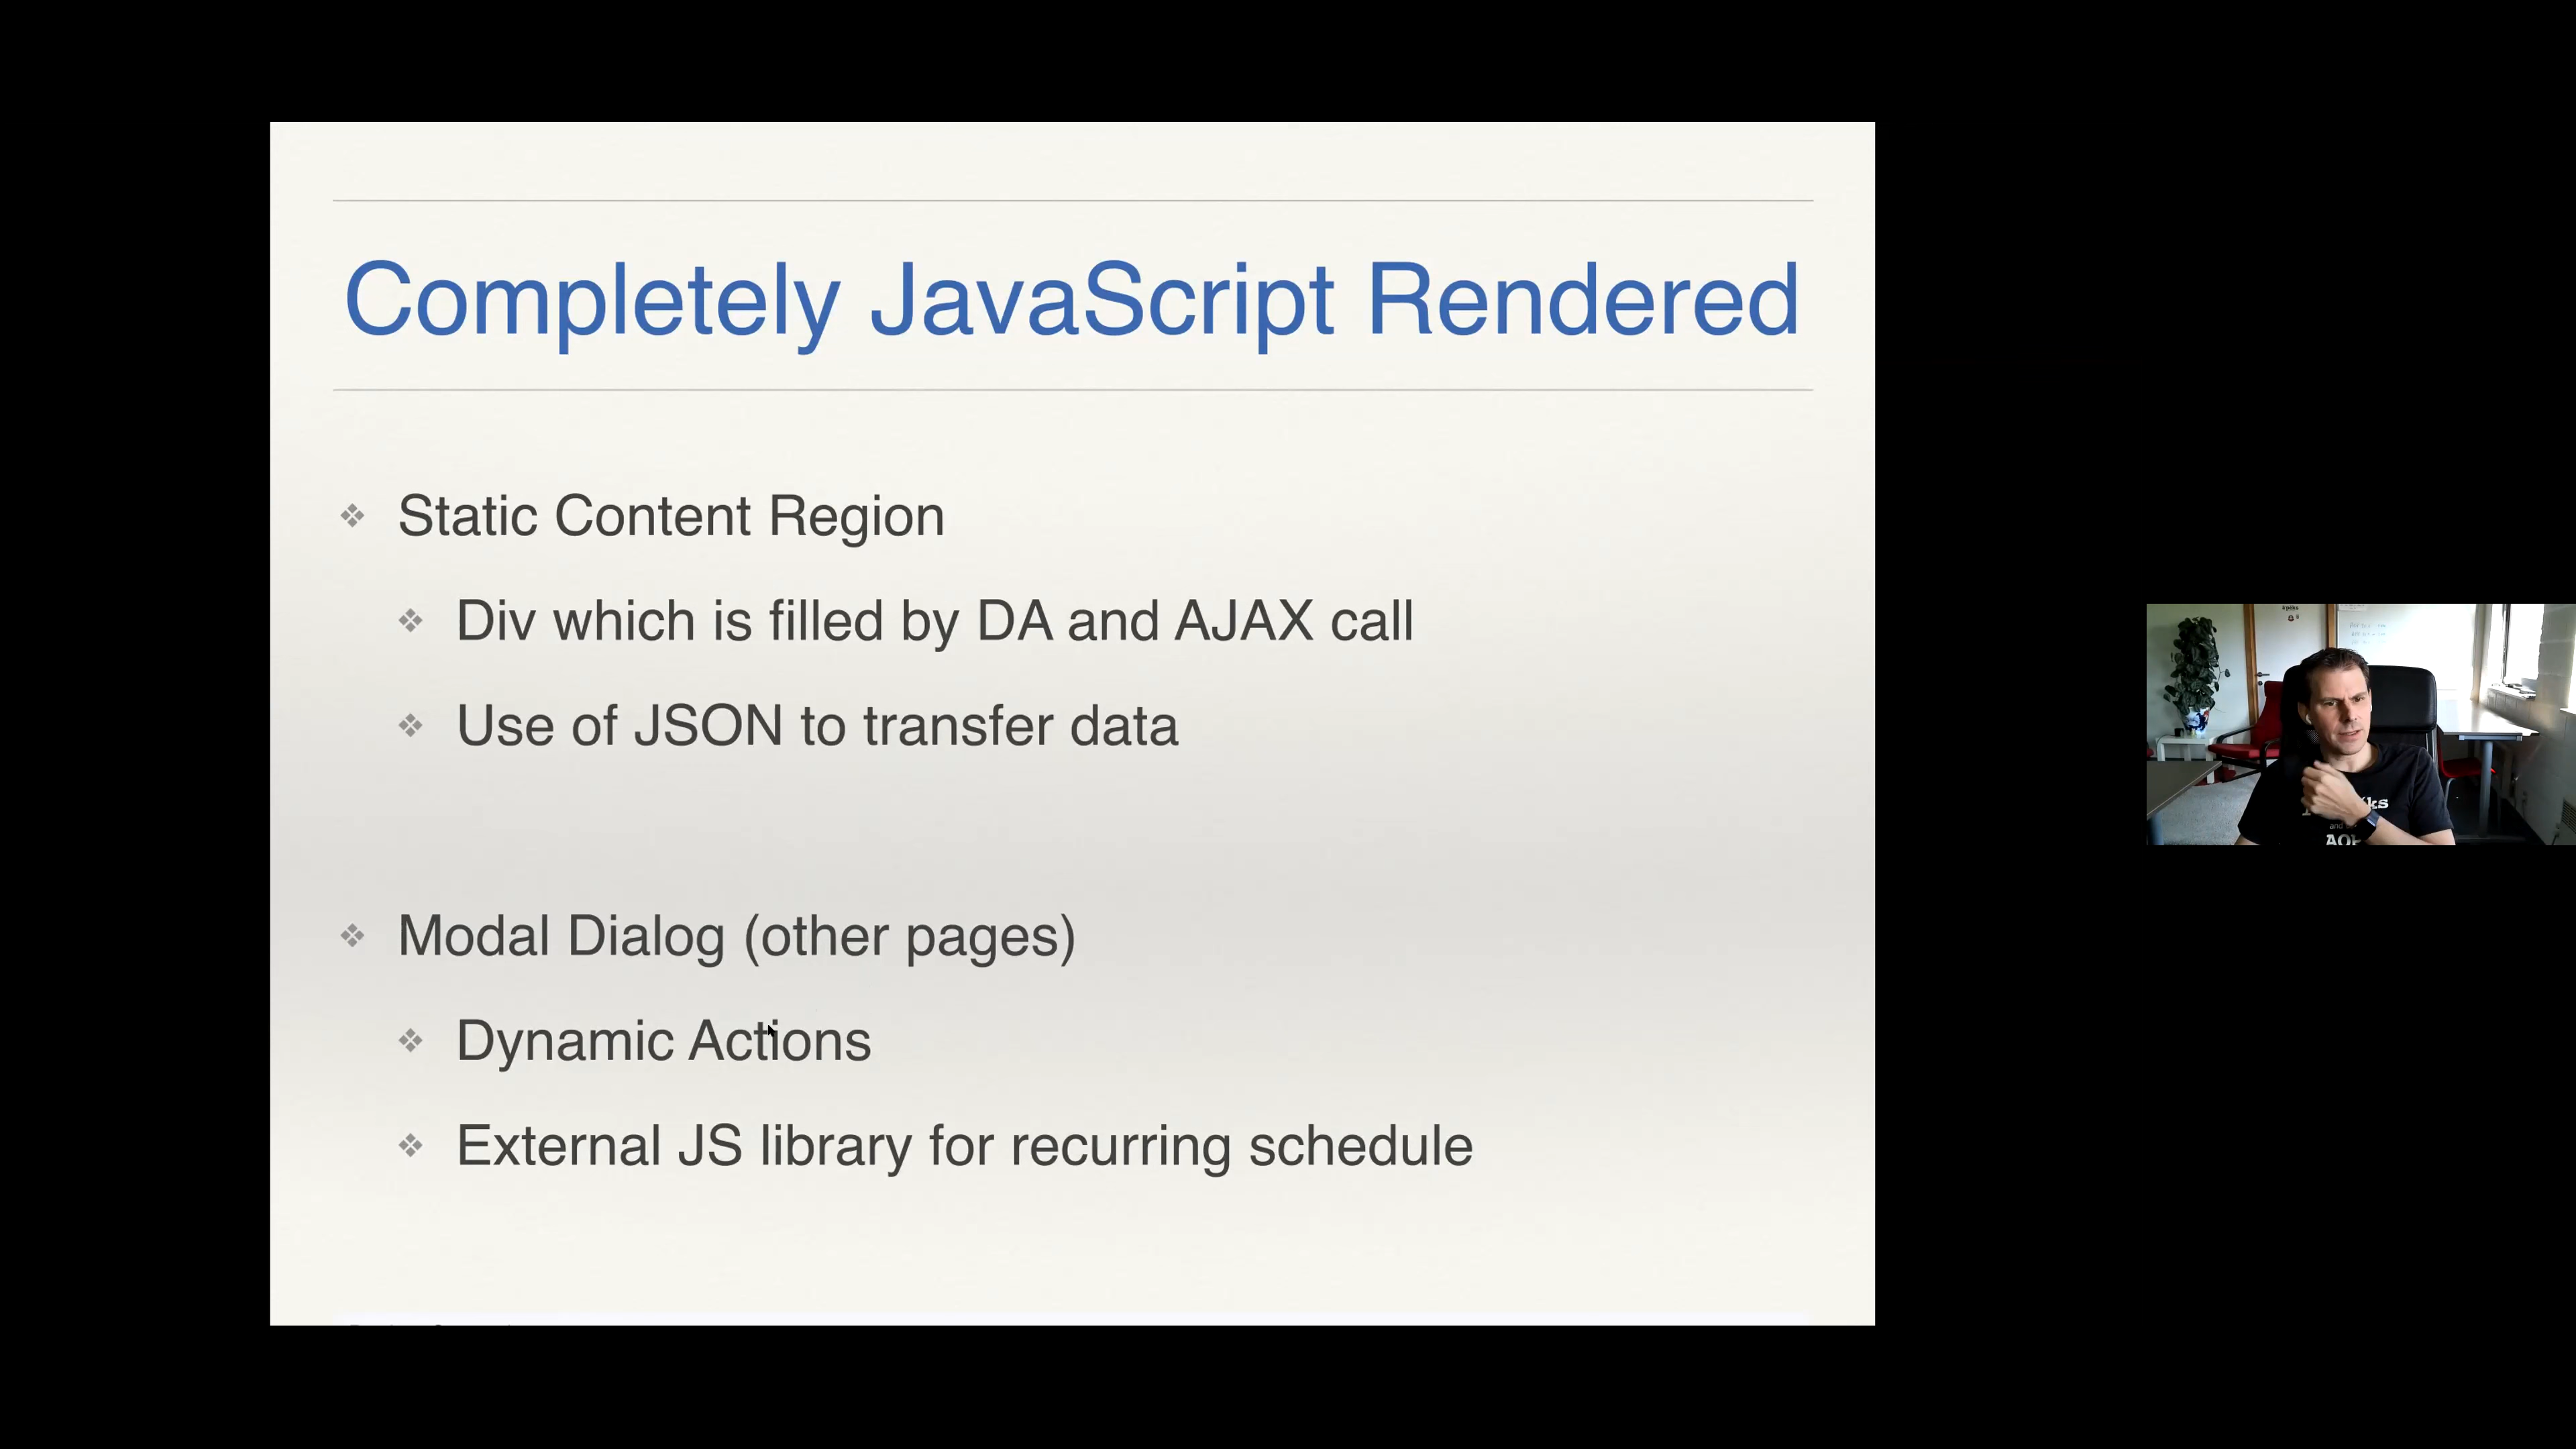 Completely JavaScript Rendered
Static Content Region
Div which is filled by DA and AJAX call
Use of JSON to transfer data
Modal Dialog (other pages)
Dynamic Actions
External JS library for recurring schedule
and